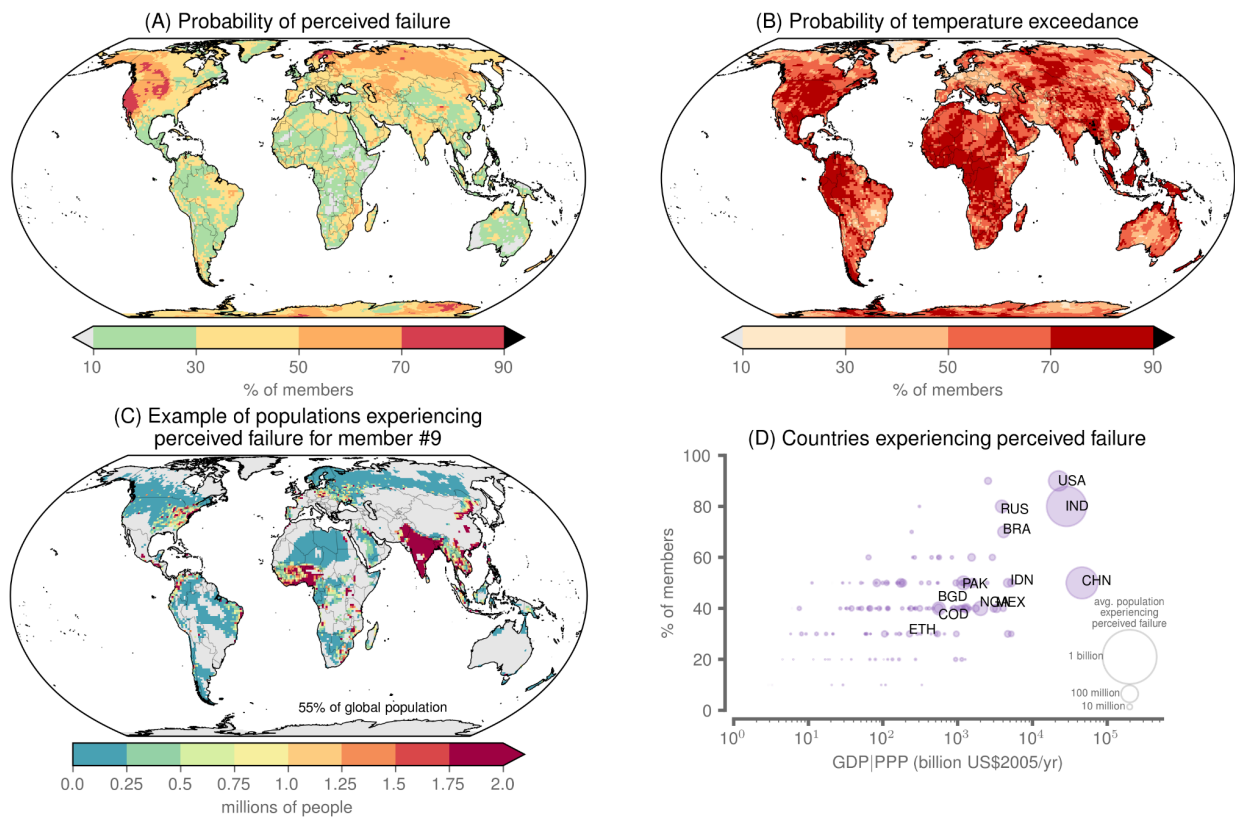 (A) Probability of perceived failure
10 30 50 70 90
% of members
(B) Probability of temperature exceedance
10 30 50 70 90
% of members
(C) Example of populations experiencing
perceived failure for member #9
55% of global population
0.0 0.25 0.5 0.75 1.0 1.25 1.5 1.75 2.0
millions of people
(D) Countries experiencing perceived failure
100
80
60
40
20
0
% of members
USA
IND
RUS
BRA
PAK
IDN
CHN
BGD
NGA
MEX
COD
ETH
avg. population
experiencing
perceived failure
1 billion
100 million
10 million
10⁰ 10¹ 10² 10³ 10⁴ 10⁵
GDP|PPP (billion US$2005/yr)